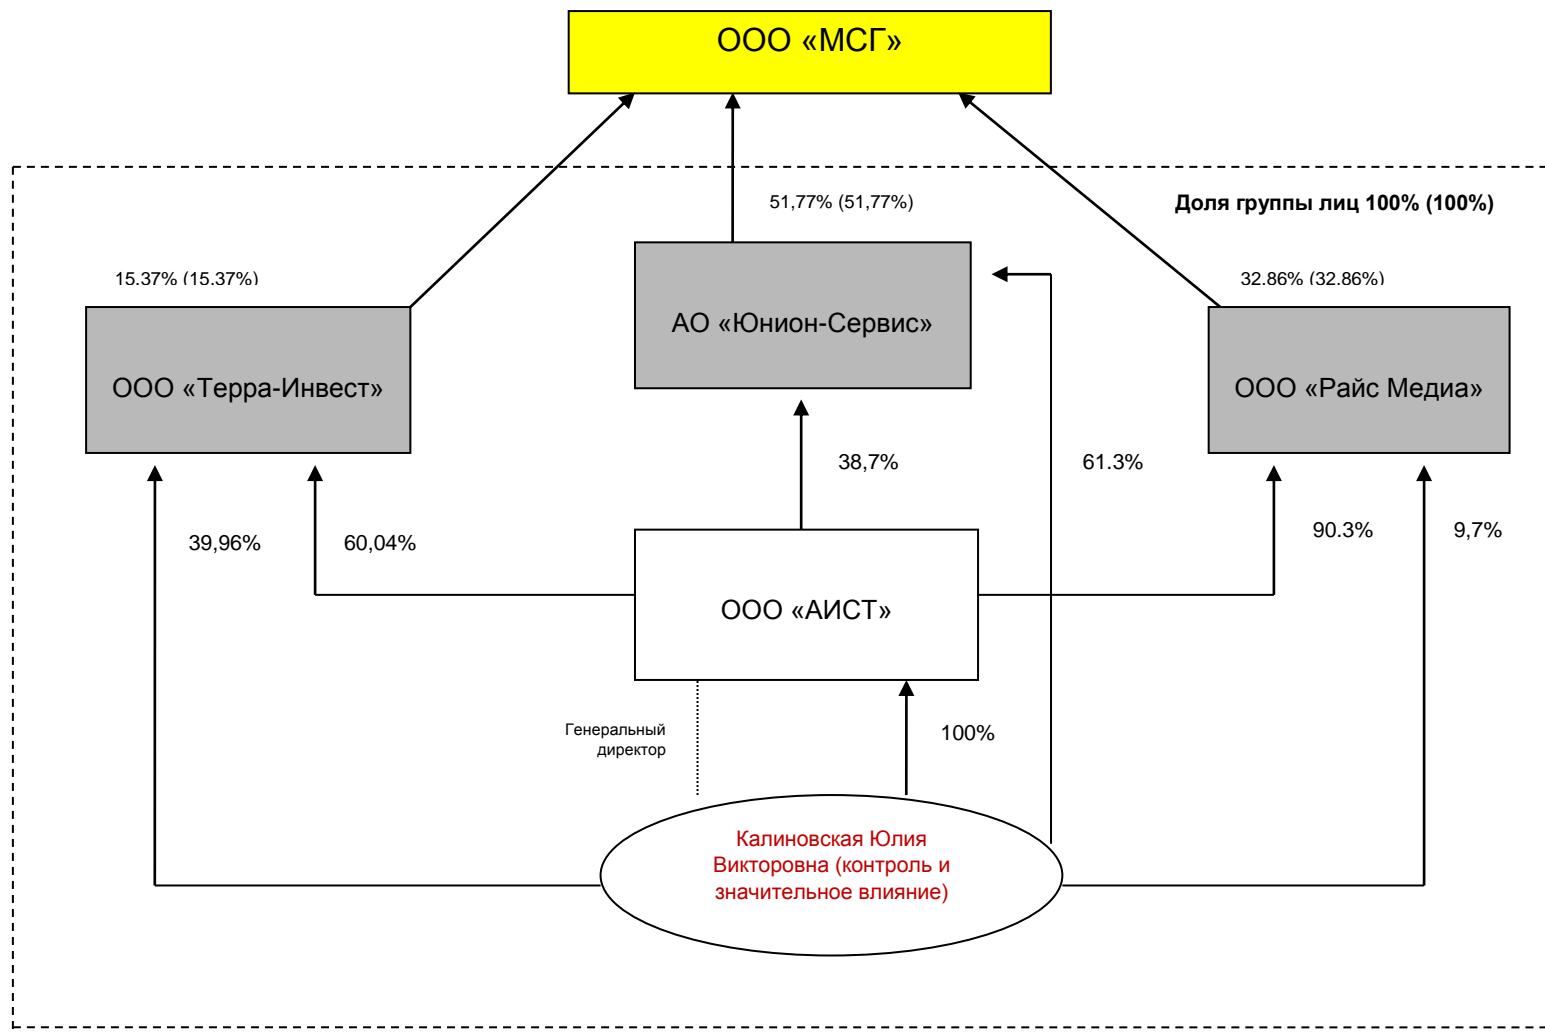 ООО «МСГ»
51,77% (51,77%)
Доля группы лиц 100% (100%)
15.37% (15.37%)
32.86% (32.86%)
АО «Юнион-Сервис»
ООО «Терра-Инвест»
ООО «Райс Медиа»
38,7%
61.3%
39,96%
60,04%
90.3%
9,7%
ООО «АИСТ»
Генеральный
директор
100%
Калиновская Юлия
Викторовна (контроль и
значительное влияние)